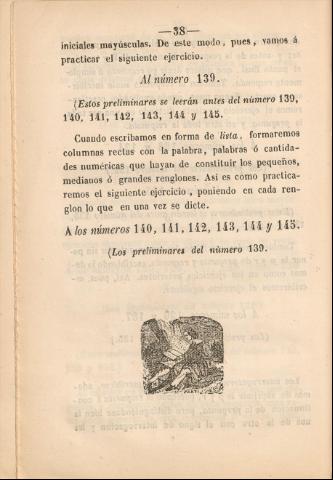 —38—
iniciales mayúsculas. De este modo, pues, vamos á
practicar el siguiente ejercicio.
Al número 139.
(Estos preliminares se leerán antes del número 139,
140, 141, 142, 143, 144 y 145.
Cuando escribamos en forma de lista, formaremos
columnas rectas con la palabra, palabras ó cantida-
des numéricas que hayan de constituir los pequeños,
medianos ó grandes renglones. Así es como practica-
remos el siguiente ejercicio, poniendo en cada ren-
glon lo que en una vez se dicte.
A los números 140, 141, 142, 143, 144 y 145.
(Los preliminares del número 139.